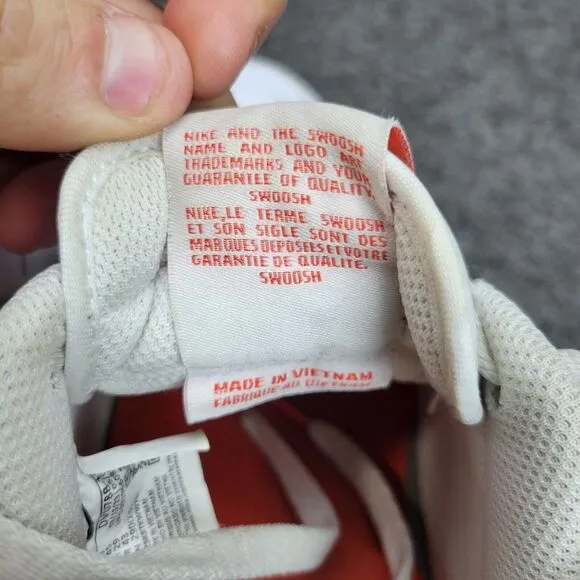 NIKE AND THE SWOOSH
NAME AND LOGO ARE
TRADEMARKS AND YOUR
GUARANTEE OF QUALITY.
SWOOSH
NIKE, LE TERME SWOOSH
ET SON SIGLE SONT DES
MARQUES DEPOSEES ET VOTRE
GARANTIE DE QUALITE.
SWOOSH
MADE IN VIETNAM
FABRIQUE AU VIETNAM